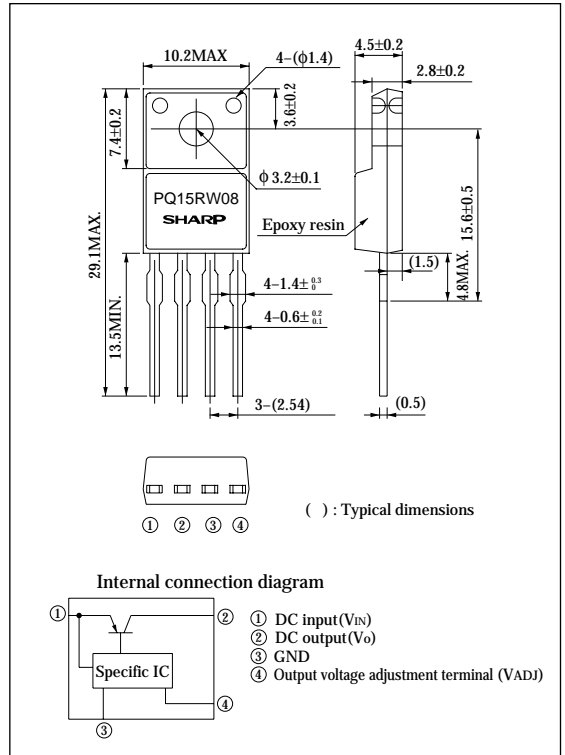 10.2MAX
4–(ϕ1.4)
4.5±0.2
2.8±0.2
7.4±0.2
3.6±0.2
29.1MAX.
ϕ 3.2±0.1
PQ15RW08
SHARP
Epoxy resin
15.6±0.5
4.8MAX.
(1.5)
13.5MIN.
4–1.4± 0.3 0
4–0.6± 0.2 0.1
3–(2.54)
(0.5)
① ② ③ ④
( ) : Typical dimensions
Internal connection diagram
①
②
Specific IC
④
③
① DC input(VIN)
② DC output(Vo)
③ GND
④ Output voltage adjustment terminal (VADJ)